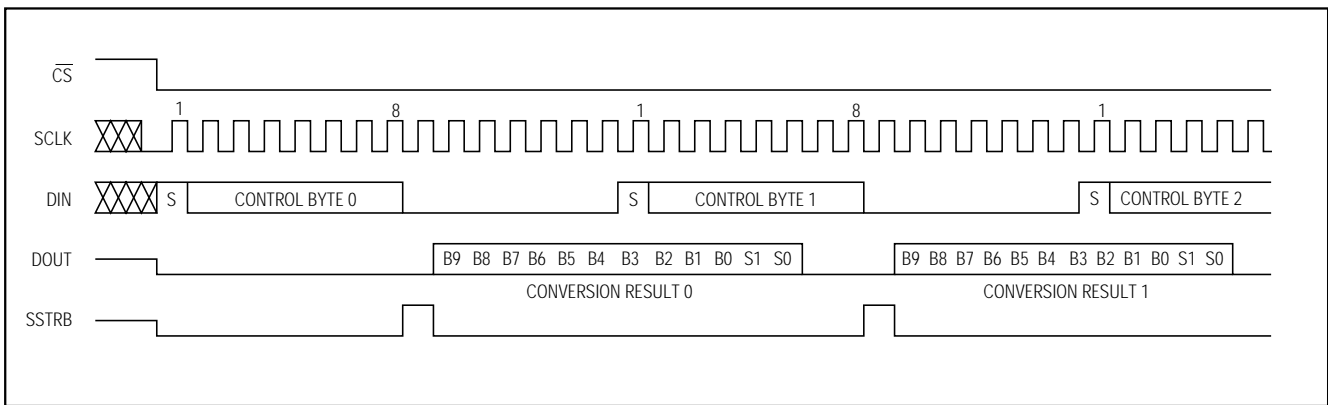 CS
1 8 1 8 1
SCLK
DIN S CONTROL BYTE 0 S CONTROL BYTE 1 S CONTROL BYTE 2
DOUT B9 B8 B7 B6 B5 B4 B3 B2 B1 B0 S1 S0 B9 B8 B7 B6 B5 B4 B3 B2 B1 B0 S1 S0
CONVERSION RESULT 0 CONVERSION RESULT 1
SSTRB